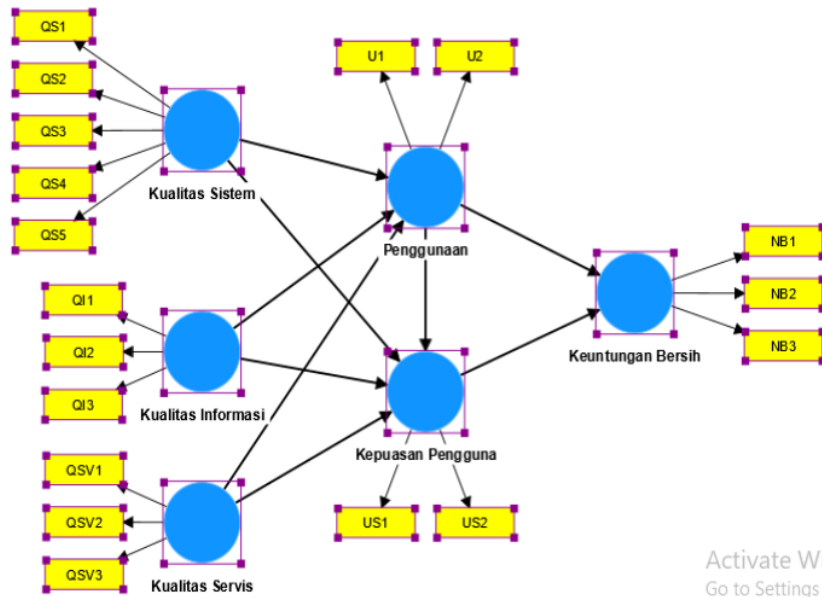 QS1
QS2
QS3
QS4
QS5
Kualitas Sistem
QI1
QI2
QI3
Kualitas Informasi
QSV1
QSV2
QSV3
Kualitas Servis
U1
U2
Penggunaan
Kepuasan Pengguna
US1
US2
Keuntungan Bersih
NB1
NB2
NB3
Activate Wi
Go to Settings